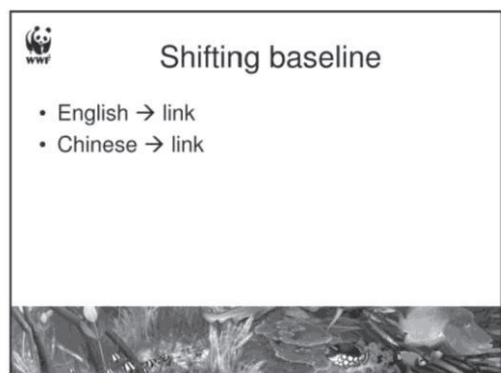 WWF
Shifting baseline
• English → link
• Chinese → link